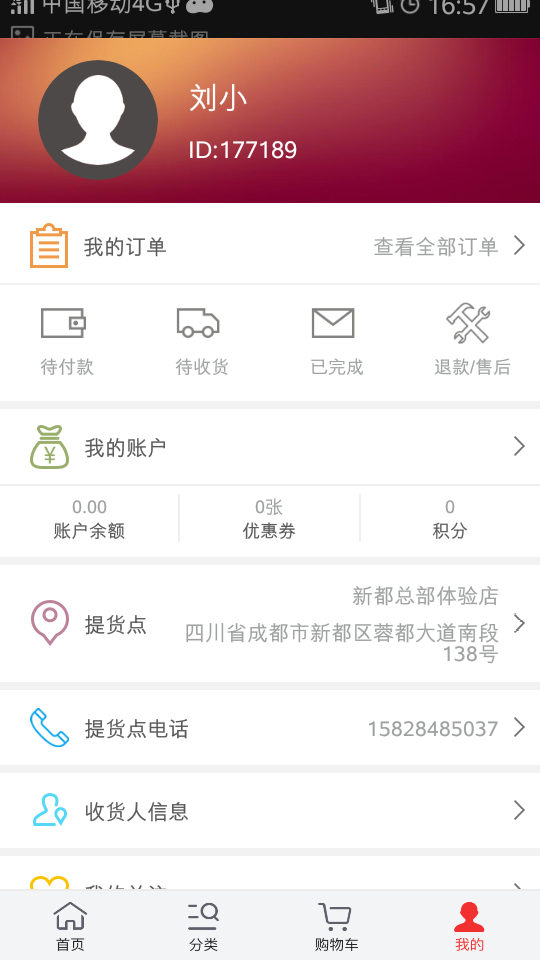 中国移动4G
16:57
正在保存屏幕截图
刘小
ID:177189
我的订单
查看全部订单
待付款
待收货
已完成
退款/售后
我的账户
0.00
0张
0
账户余额
优惠券
积分
提货点
新都总部体验店
四川省成都市新都区蓉都大道南段
138号
提货点电话
15828485037
收货人信息
我的关注
首页
分类
购物车
我的